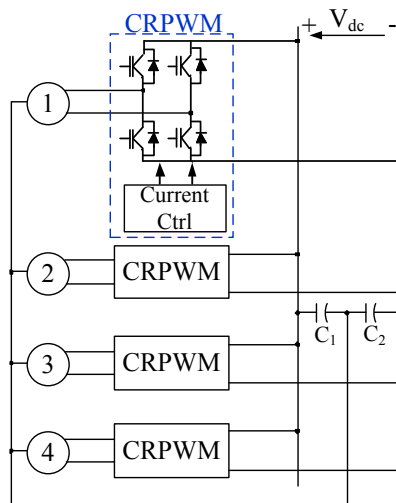 CRPWM
+ V_dc -
1
Current
Ctrl
2
CRPWM
C_1 C_2
3
CRPWM
4
CRPWM